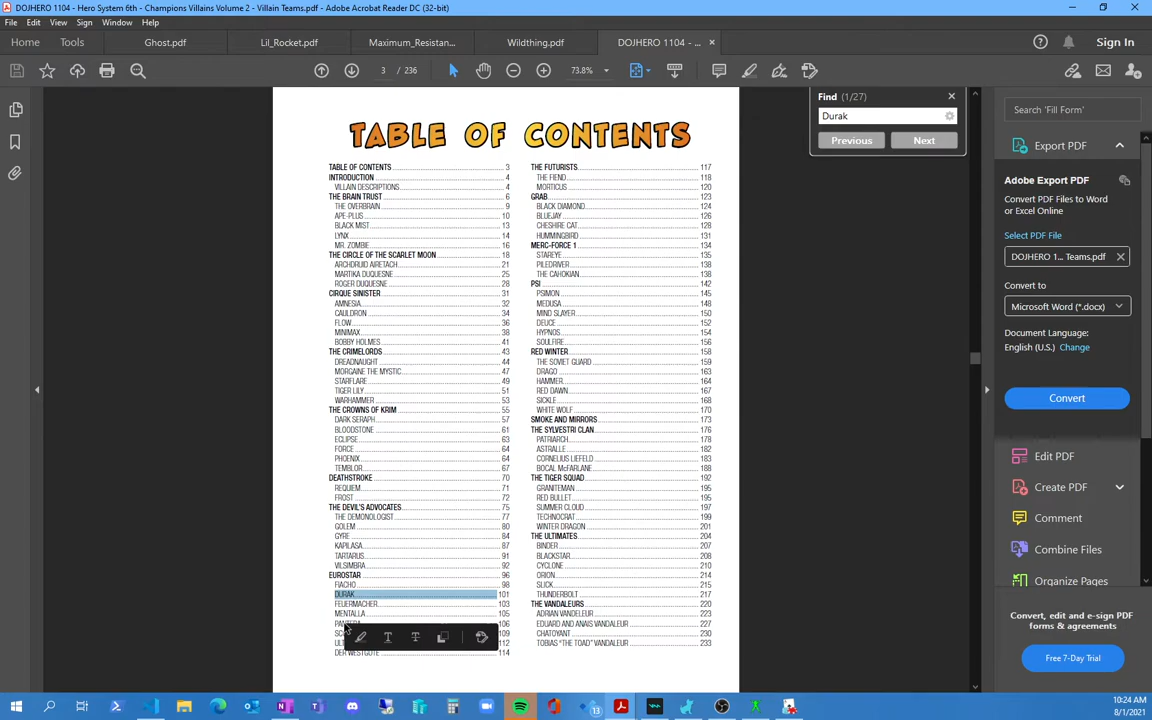 DOJHERO 1104 - Hero System 6th - Champions Villains Volume 2 - Villain Teams.pdf - Adobe Acrobat Reader DC (32-bit)
File Edit View Sign Window Help
Home Tools Ghost.pdf Lil_Rocket.pdf Maximum_Resistan... Wildthing.pdf DOJHERO 1104 - ... × Sign In
3 / 236 73.8%
Find (1/27)
Durak
Previous Next
TABLE OF CONTENTS
TABLE OF CONTENTS 3
INTRODUCTION 4
VILLAIN DESCRIPTIONS 4
THE BRAIN TRUST 6
THE OVERBRAIN 9
APE-PLUS 10
BLACK MIST 13
LYNX 14
MR. ZOMBIE 16
THE CIRCLE OF THE SCARLET MOON 18
ARCHDRUID AIRETACH 21
MARTIKA DUQUESNE 25
ROGER DUQUESNE 28
CIRQUE SINISTER 31
AMNESIA 32
CAULDRON 34
FLOW 36
MINIMAX 38
BOBBY HOLMES 41
THE CRIMELORDS 43
DREADNAUGHT 44
MORGAINE THE MYSTIC 47
STARFLARE 49
TIGER LILY 51
WARHAMMER 53
THE CROWNS OF KRIM 55
DARK SERAPH 57
BLOODSTONE 61
ECLIPSE 63
FORCE 64
PHOENIX 64
TEMBLOR 67
DEATHSTROKE 70
REQUIEM 71
FROST 72
THE DEVIL'S ADVOCATES 75
THE DEMONOLOGIST 77
GOLEM 80
GYRE 84
KAPILASA 87
TARTARUS 91
VILSIMBRA 92
EUROSTAR 96
FIACHO 98
DURAK 101
FEUERMACHER 103
MENTALLA 105
106
109
112
DER WESTGOTE 114
THE FUTURISTS 117
THE FIEND 118
MORTICUS 120
GRAB 123
BLACK DIAMOND 124
BLUEJAY 126
CHESHIRE CAT 128
HUMMINGBIRD 131
MERC-FORCE 1 134
STAREYE 135
PILEDRIVER 138
THE CAHOKIAN 138
PSI 142
PSIMON 145
MEDUSA 148
MIND SLAYER 150
DEUCE 152
HYPNOS 154
SOULFIRE 156
RED WINTER 158
THE SOVIET GUARD 159
DRAGO 163
HAMMER 164
RED DAWN 167
SICKLE 168
WHITE WOLF 170
SMOKE AND MIRRORS 173
THE SYLVESTRI CLAN 176
PATRIARCH 178
ASTRALLE 182
CORNELIUS LIEFELD 183
BOCAL McFARLANE 188
THE TIGER SQUAD 192
GRANITEMAN 195
RED BULLET 195
SUMMER CLOUD 197
TECHNOCRAT 199
WINTER DRAGON 201
THE ULTIMATES 204
BINDER 207
BLACKSTAR 208
CYCLONE 210
ORION 214
SLICK 215
THUNDERBOLT 217
THE VANDALEURS 220
ADRIAN VANDELEUR 223
EDUARD AND ANAIS VANDALEUR 227
CHATOYANT 230
TOBIAS "THE TOAD" VANDALEUR 233
Search 'Fill Form'
Export PDF
Adobe Export PDF
Convert PDF Files to Word
or Excel Online
Select PDF File
DOJHERO 1... Teams.pdf ×
Convert to
Microsoft Word (*.docx)
Document Language:
English (U.S.) Change
Convert
Edit PDF
Create PDF
Comment
Combine Files
Organize Pages
Convert, edit and e-sign PDF
forms & agreements
Free 7-Day Trial
13
10:24 AM
8/1/2021